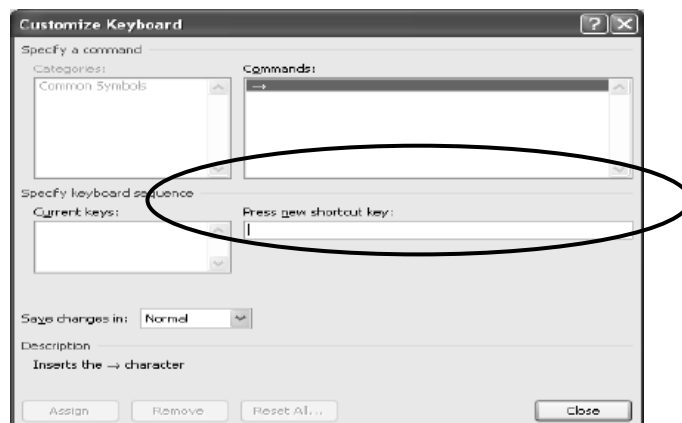 Customize Keyboard
Specify a command
Categories: Commands:
Common Symbols →
Specify keyboard sequence
Current keys: Press new shortcut key:
Save changes in: Normal
Description
Inserts the → character
Assign Remove Reset All... Close